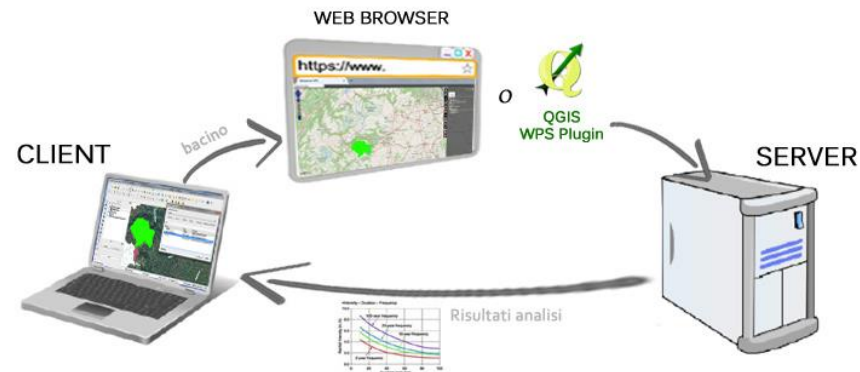 WEB BROWSER
https://www.
o
QGIS
WPS Plugin
bacino
CLIENT
SERVER
Risultati analisi
Intensity - Duration - Frequency